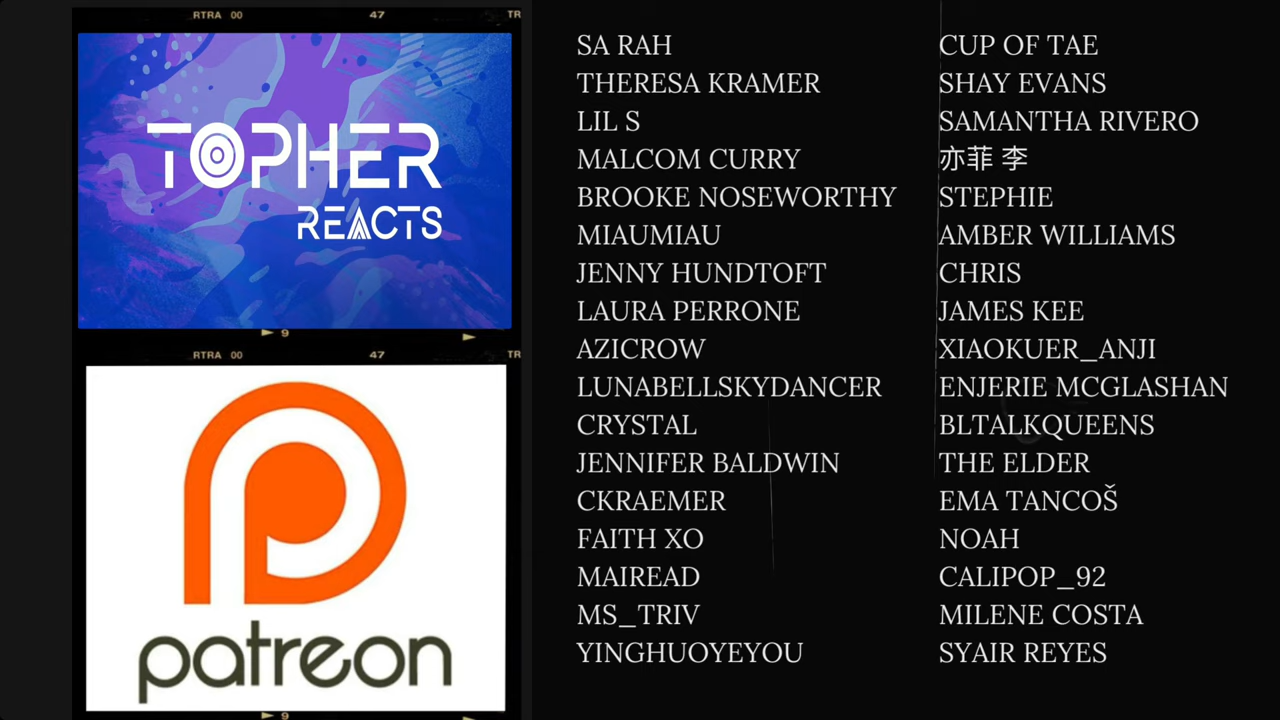 RTRA 00 47 TR
TOPHER
REACTS
9
RTRA 00 47 TR
patreon
9
SA RAH
THERESA KRAMER
LIL S
MALCOM CURRY
BROOKE NOSEWORTHY
MIAUMIAU
JENNY HUNDTOFT
LAURA PERRONE
AZICROW
LUNABELLSKYDANCER
CRYSTAL
JENNIFER BALDWIN
CKRAEMER
FAITH XO
MAIREAD
MS_TRIV
YINGHUOYEYOU
CUP OF TAE
SHAY EVANS
SAMANTHA RIVERO
亦菲 李
STEPHIE
AMBER WILLIAMS
CHRIS
JAMES KEE
XIAOKUER_ANJI
ENJERIE MCGLASHAN
BLTALKQUEENS
THE ELDER
EMA TANCOŠ
NOAH
CALIPOP_92
MILENE COSTA
SYAIR REYES